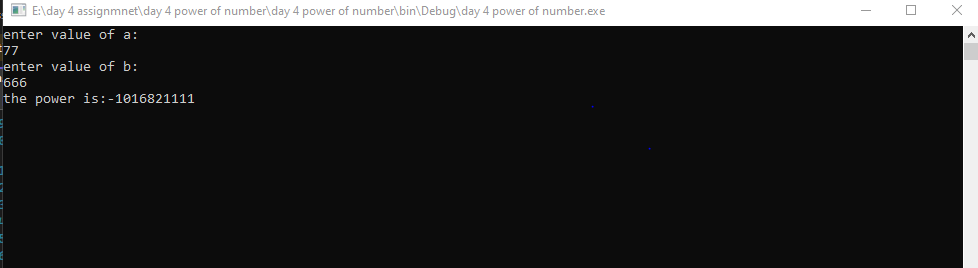 E:\day 4 assignmnet\day 4 power of number\day 4 power of number\bin\Debug\day 4 power of number.exe
enter value of a:
77
enter value of b:
666
the power is:-1016821111